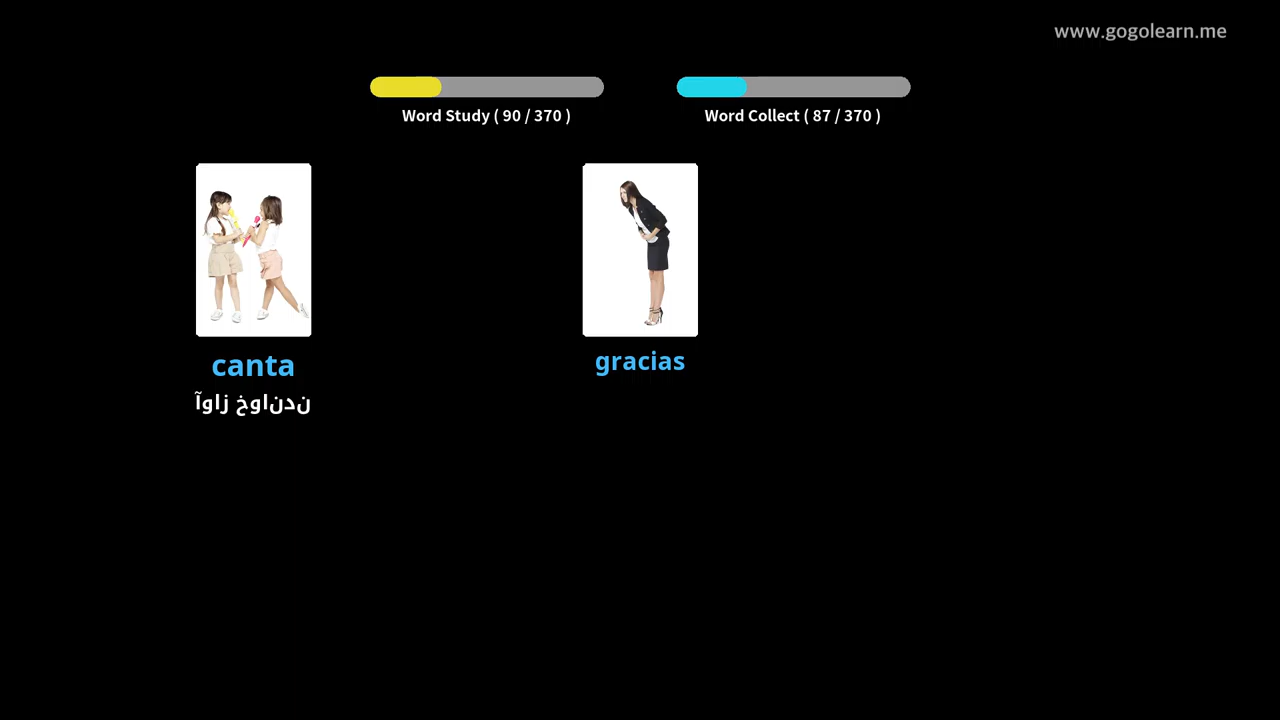 www.gogolearn.me
Word Study ( 90 / 370 )
Word Collect ( 87 / 370 )
canta
آواز خواندن
gracias